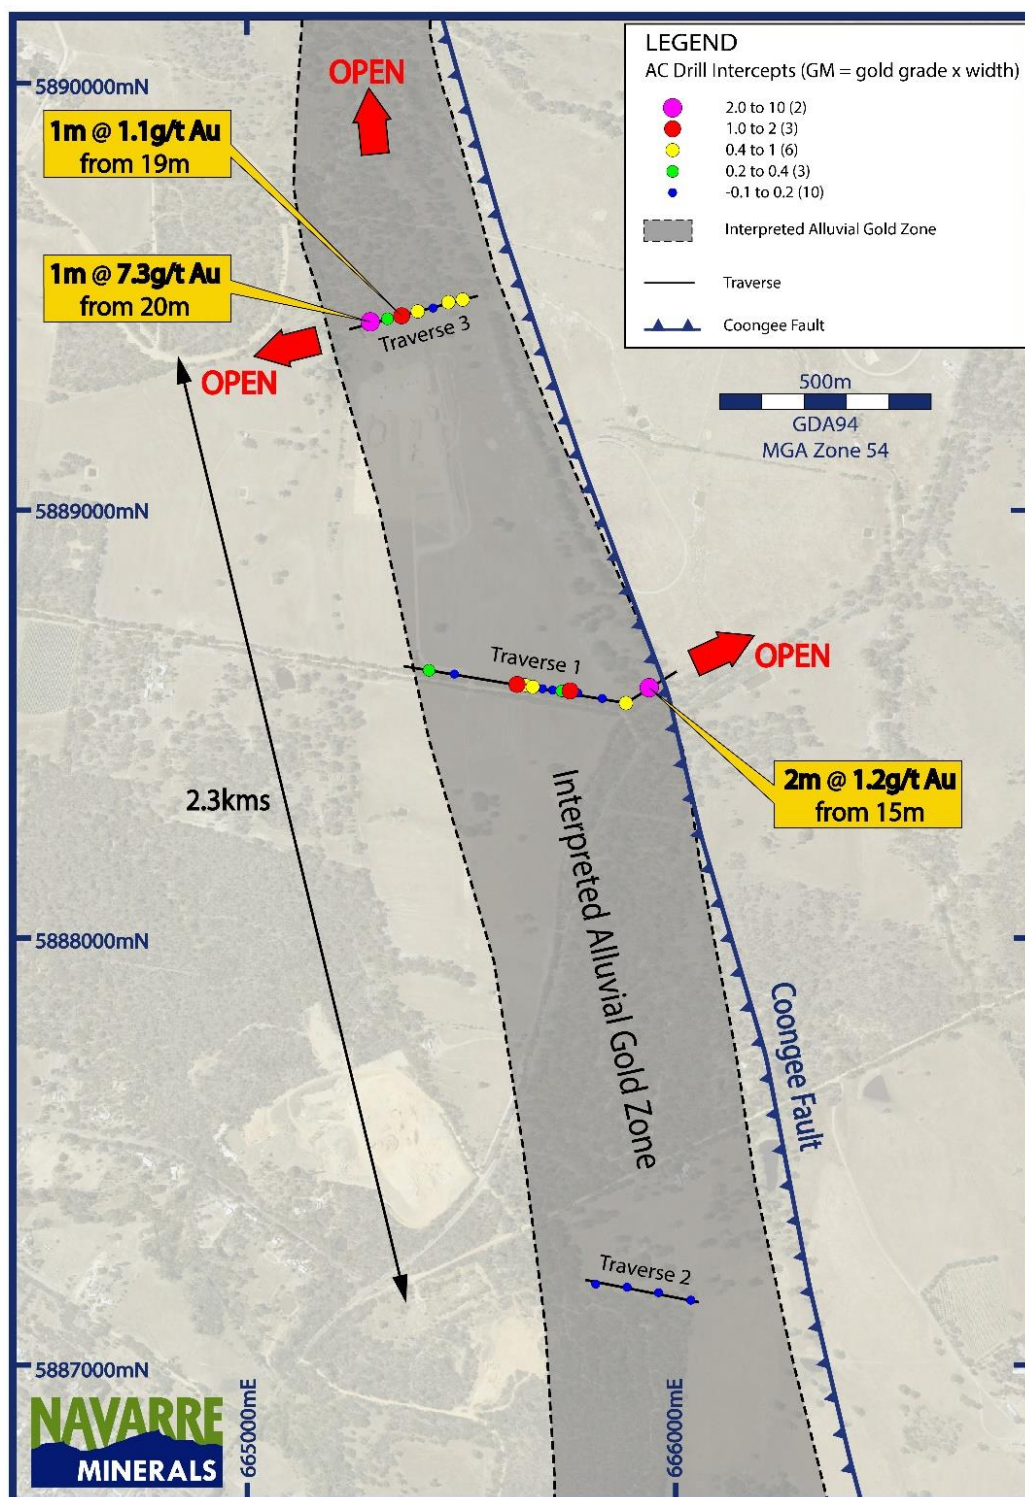 LEGEND
AC Drill Intercepts (GM = gold grade x width)
2.0 to 10 (2)
1.0 to 2 (3)
0.4 to 1 (6)
0.2 to 0.4 (3)
-0.1 to 0.2 (10)
Interpreted Alluvial Gold Zone
Traverse
Coongee Fault
500m
GDA94
MGA Zone 54
OPEN
5890000mN
1m @ 1.1g/t Au
from 19m
1m @ 7.3g/t Au
from 20m
Traverse 3
OPEN
5889000mN
Traverse 1
OPEN
2m @ 1.2g/t Au
from 15m
2.3kms
Interpreted Alluvial Gold Zone
5888000mN
Coongee Fault
Traverse 2
5887000mN
665000mE
666000mE
NAVARRE
MINERALS